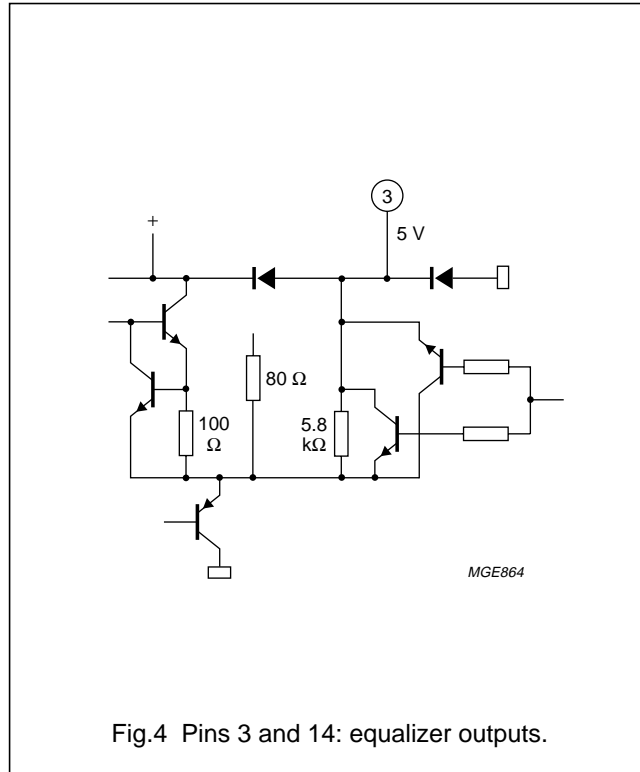 3
+
5 V
80 Ω
100
Ω
5.8
kΩ
MGE864
Fig.4 Pins 3 and 14: equalizer outputs.